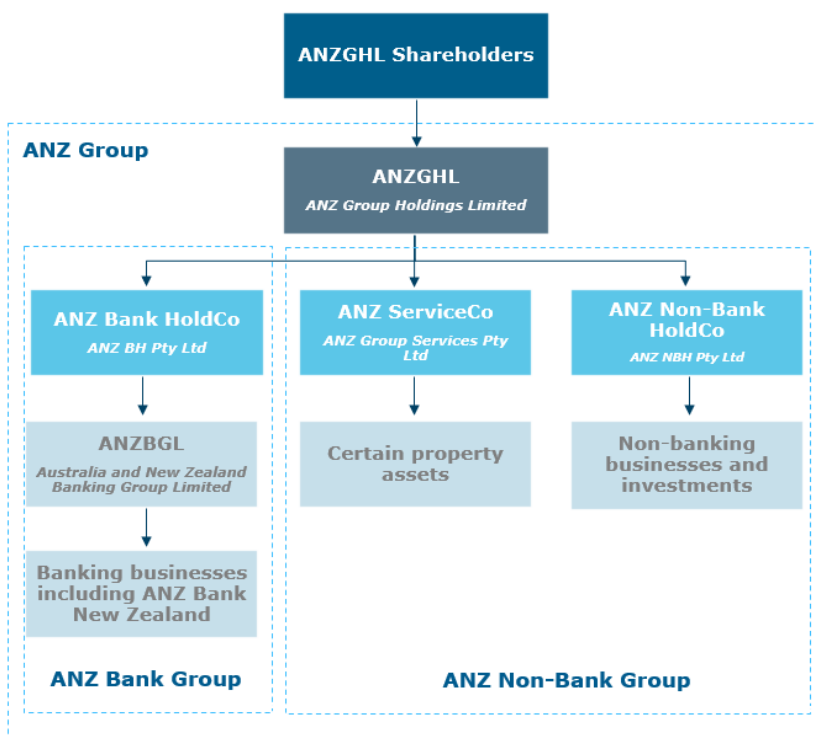 ANZGHL Shareholders
ANZ Group
ANZGHL
ANZ Group Holdings Limited
ANZ Bank HoldCo
ANZ BH Pty Ltd
ANZ ServiceCo
ANZ Group Services Pty
Ltd
ANZ Non-Bank
HoldCo
ANZ NBH Pty Ltd
ANZBGL
Australia and New Zealand
Banking Group Limited
Certain property
assets
Non-banking
businesses and
investments
Banking businesses
including ANZ Bank
New Zealand
ANZ Bank Group
ANZ Non-Bank Group